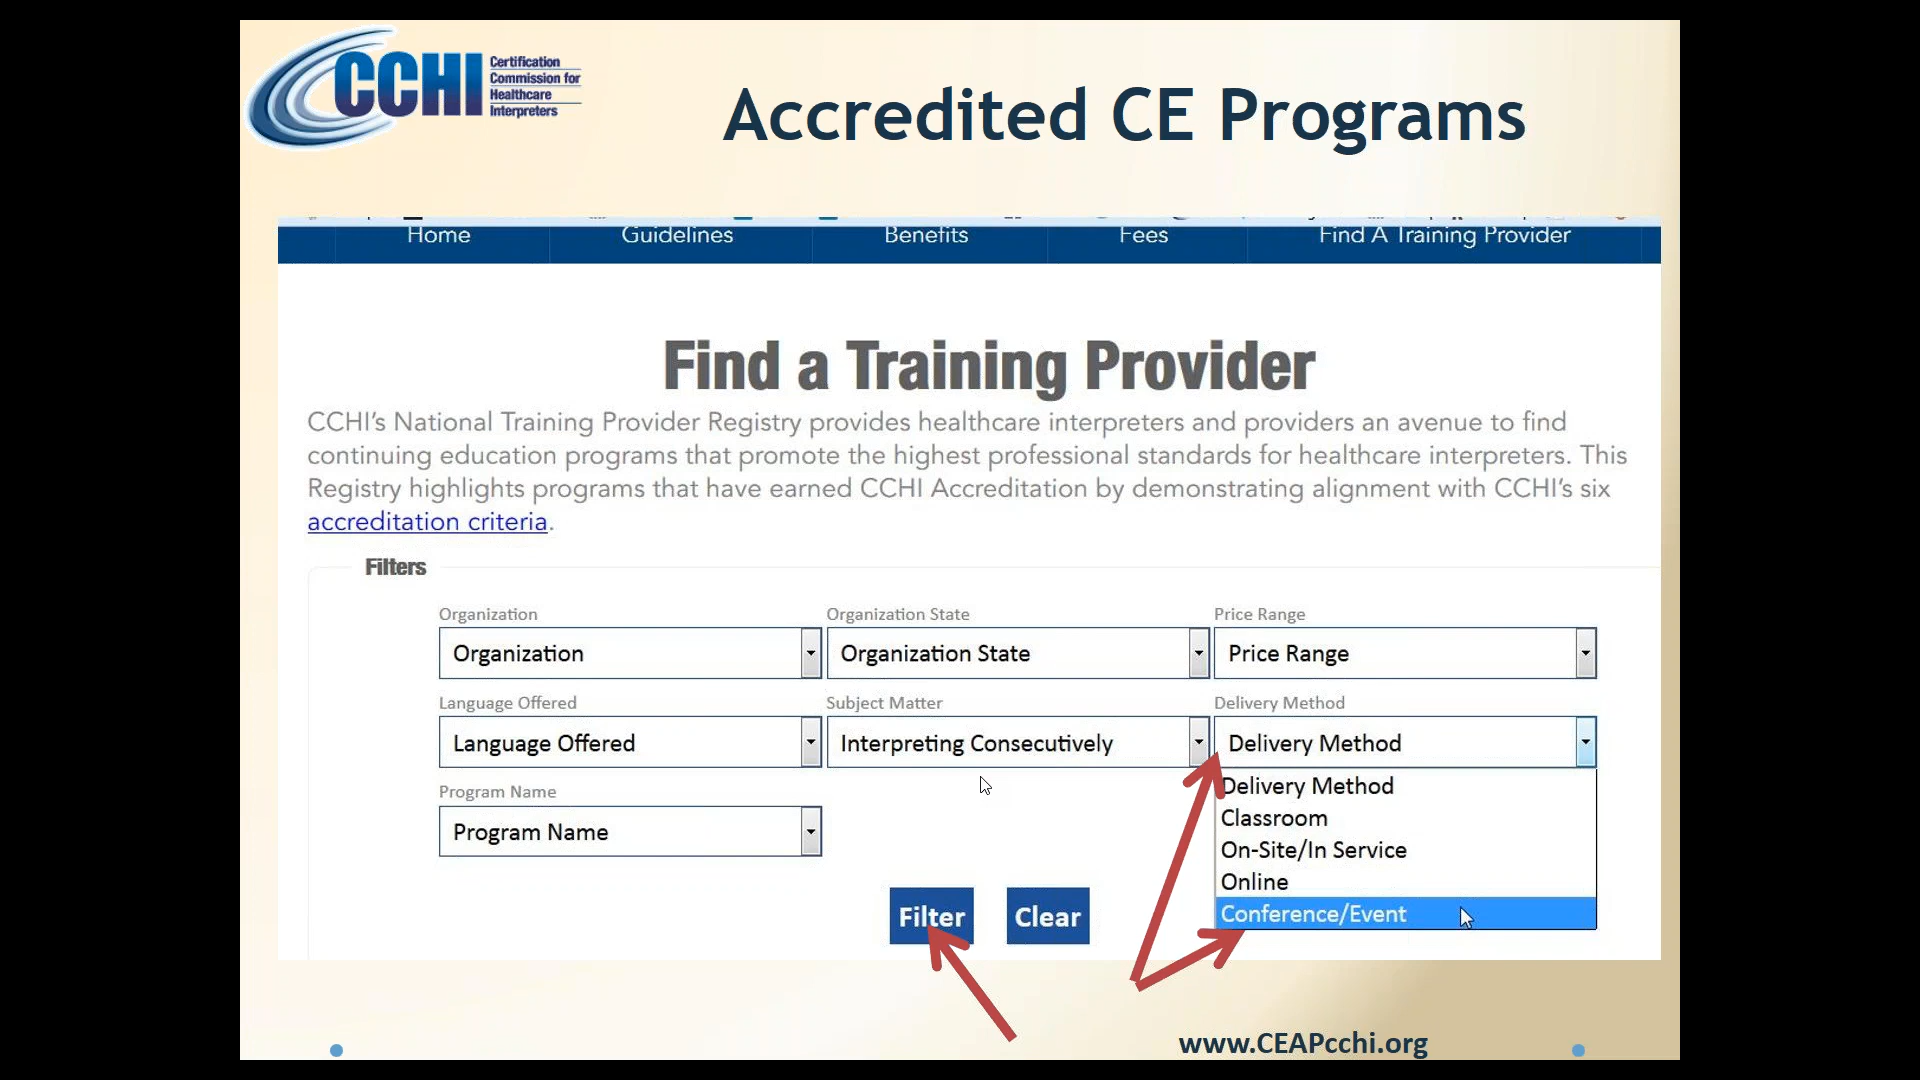 CCHI
Certification
Commission for
Healthcare
Interpreters
Accredited CE Programs
Home
Guidelines
Benefits
Fees
Find A Training Provider
Find a Training Provider
CCHI's National Training Provider Registry provides healthcare interpreters and providers an avenue to find
continuing education programs that promote the highest professional standards for healthcare interpreters. This
Registry highlights programs that have earned CCHI Accreditation by demonstrating alignment with CCHI's six
accreditation criteria.
Filters
Organization
Organization State
Price Range
Organization
Organization State
Price Range
Language Offered
Subject Matter
Delivery Method
Language Offered
Interpreting Consecutively
Delivery Method
Program Name
Program Name
Delivery Method
Classroom
On-Site/In Service
Online
Conference/Event
Filter
Clear
www.CEAPcchi.org